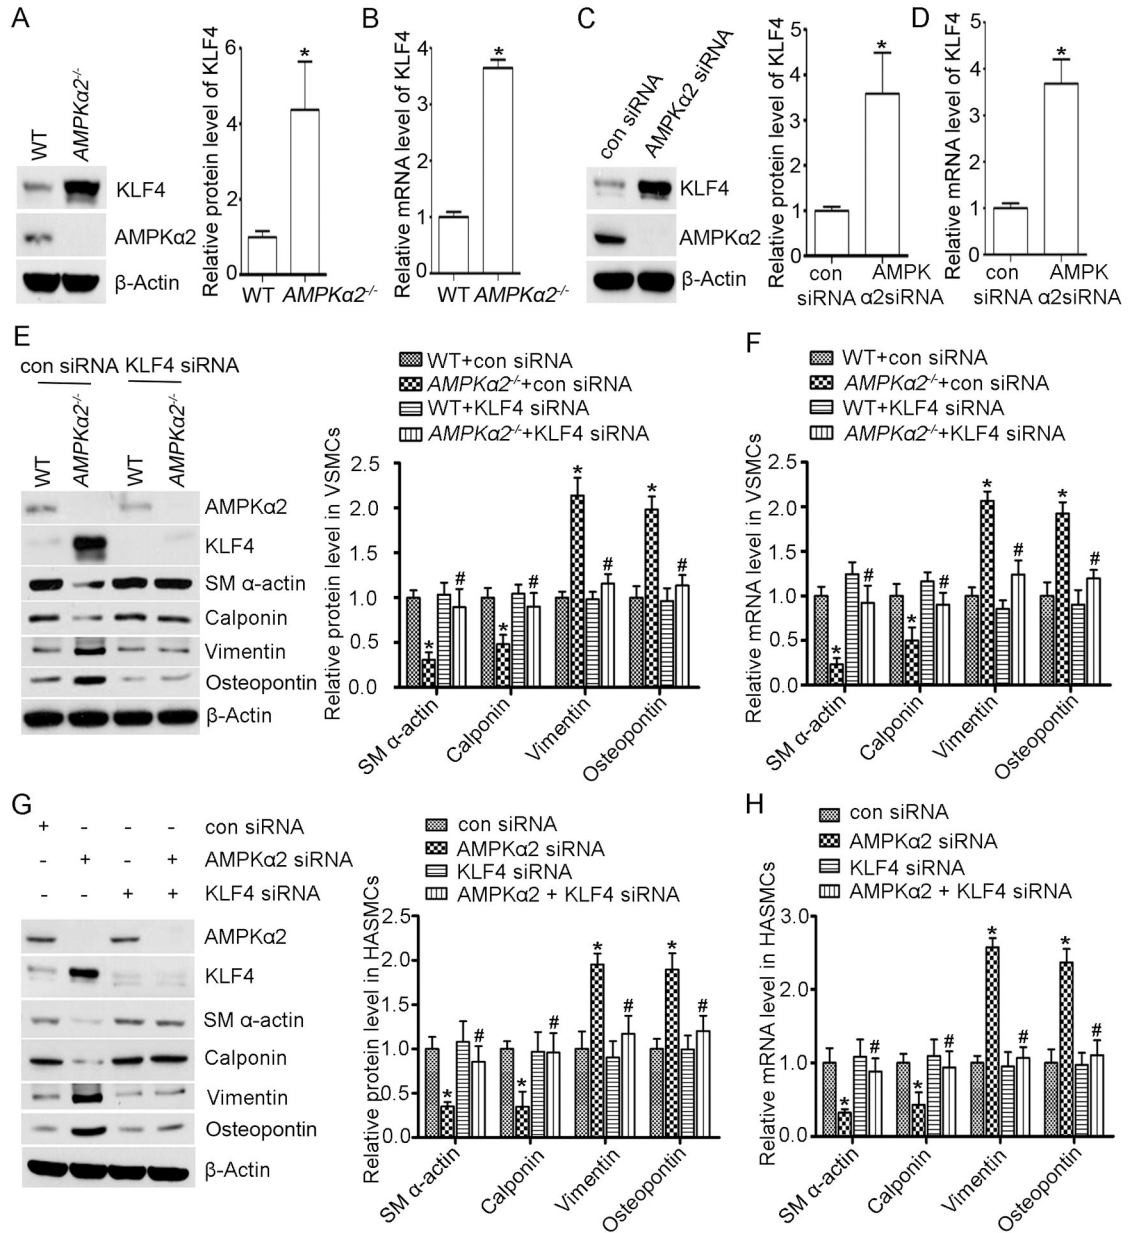 A
WT
AMPKα2-/-
KLF4
AMPKα2
β-Actin
Relative protein level of KLF4
6
4
2
0
*
WT AMPKα2-/-
B
Relative mRNA level of KLF4
4
3
2
1
0
*
WT AMPKα2-/-
C
con siRNA
AMPKα2 siRNA
KLF4
AMPKα2
β-Actin
Relative protein level of KLF4
5
4
3
2
1
0
*
con AMPK
siRNA α2siRNA
D
Relative mRNA level of KLF4
5
4
3
2
1
0
*
con AMPK
siRNA α2siRNA
E
con siRNA KLF4 siRNA
WT
AMPKα2-/-
WT
AMPKα2-/-
AMPKα2
KLF4
SM α-actin
Calponin
Vimentin
Osteopontin
β-Actin
WT+con siRNA
AMPKα2-/-+con siRNA
WT+KLF4 siRNA
AMPKα2-/-+KLF4 siRNA
Relative protein level in VSMCs
2.5
2.0
1.5
1.0
0.5
0.0
* # * # * # * #
SM α-actin
Calponin
Vimentin
Osteopontin
F
WT+con siRNA
AMPKα2-/-+con siRNA
WT+KLF4 siRNA
AMPKα2-/-+KLF4 siRNA
Relative mRNA level in VSMCs
2.5
2.0
1.5
1.0
0.5
0.0
* # * # * # * #
SM α-actin
Calponin
Vimentin
Osteopontin
G
+ - - - con siRNA
- + - + AMPKα2 siRNA
- - + + KLF4 siRNA
AMPKα2
KLF4
SM α-actin
Calponin
Vimentin
Osteopontin
β-Actin
con siRNA
AMPKα2 siRNA
KLF4 siRNA
AMPKα2 + KLF4 siRNA
Relative protein level in HASMCs
2.5
2.0
1.5
1.0
0.5
0.0
* # * # * # * #
SM α-actin
Calponin
Vimentin
Osteopontin
H
con siRNA
AMPKα2 siRNA
KLF4 siRNA
AMPKα2 + KLF4 siRNA
Relative mRNA level in HASMCs
3.0
2.0
1.0
0.0
* # * # * # * #
SM α-actin
Calponin
Vimentin
Osteopontin